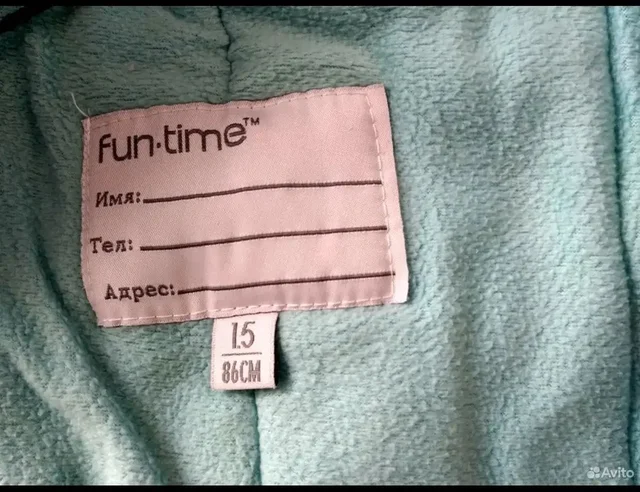 fun·time™
Имя:
Тел:
Адрес:
1.5
86CM
Avito